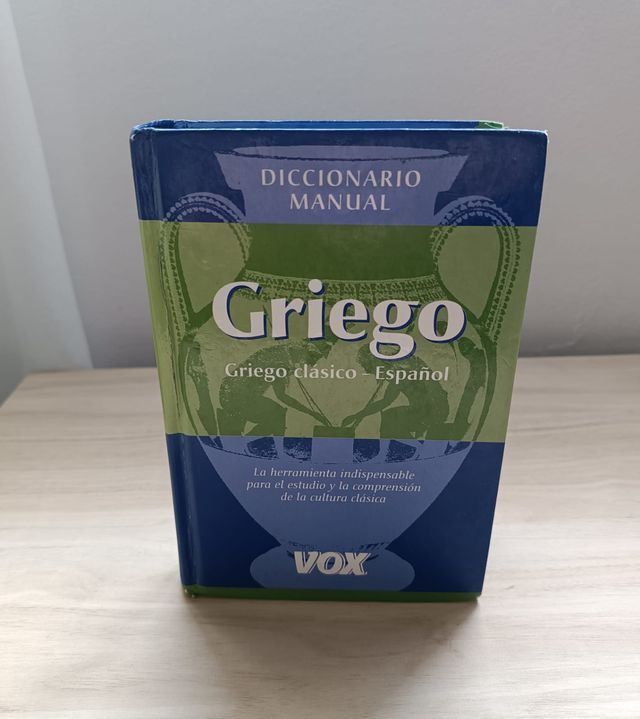 DICCIONARIO
MANUAL
Griego
Griego clásico – Español
La herramienta indispensable
para el estudio y la comprensión
de la cultura clásica
VOX